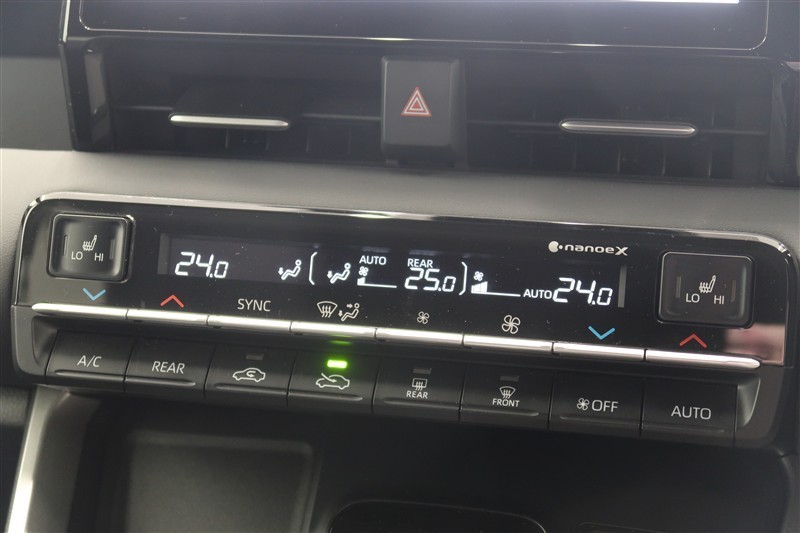 nanoeX
LO HI
24.0
AUTO
REAR
25.0
AUTO 24.0
LO HI
SYNC
A/C
REAR
REAR
FRONT
OFF
AUTO